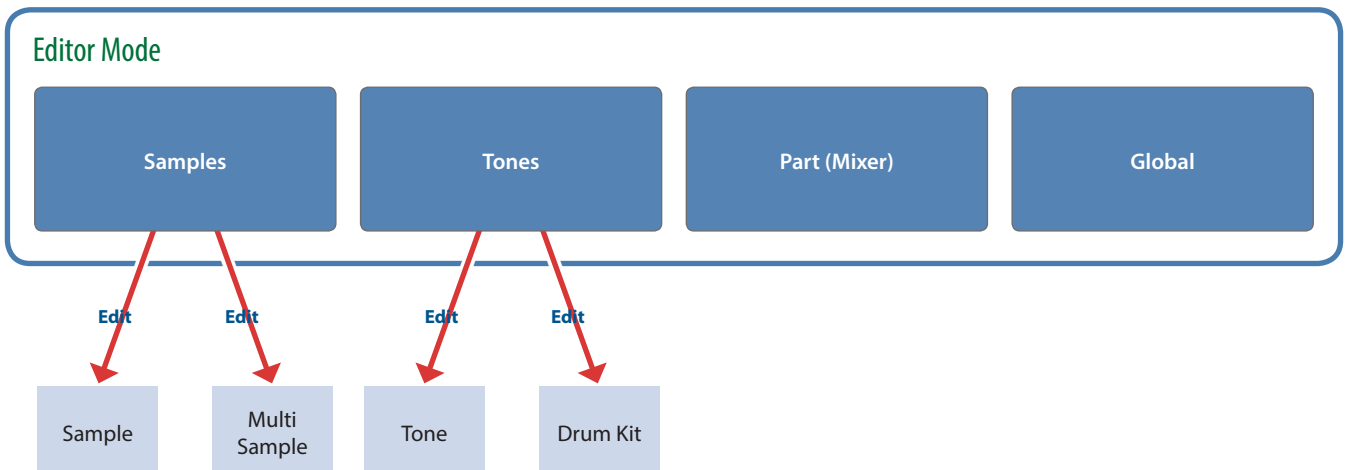 Editor Mode
Samples
Tones
Part (Mixer)
Global
Edit
Edit
Edit
Edit
Sample
Multi
Sample
Tone
Drum Kit